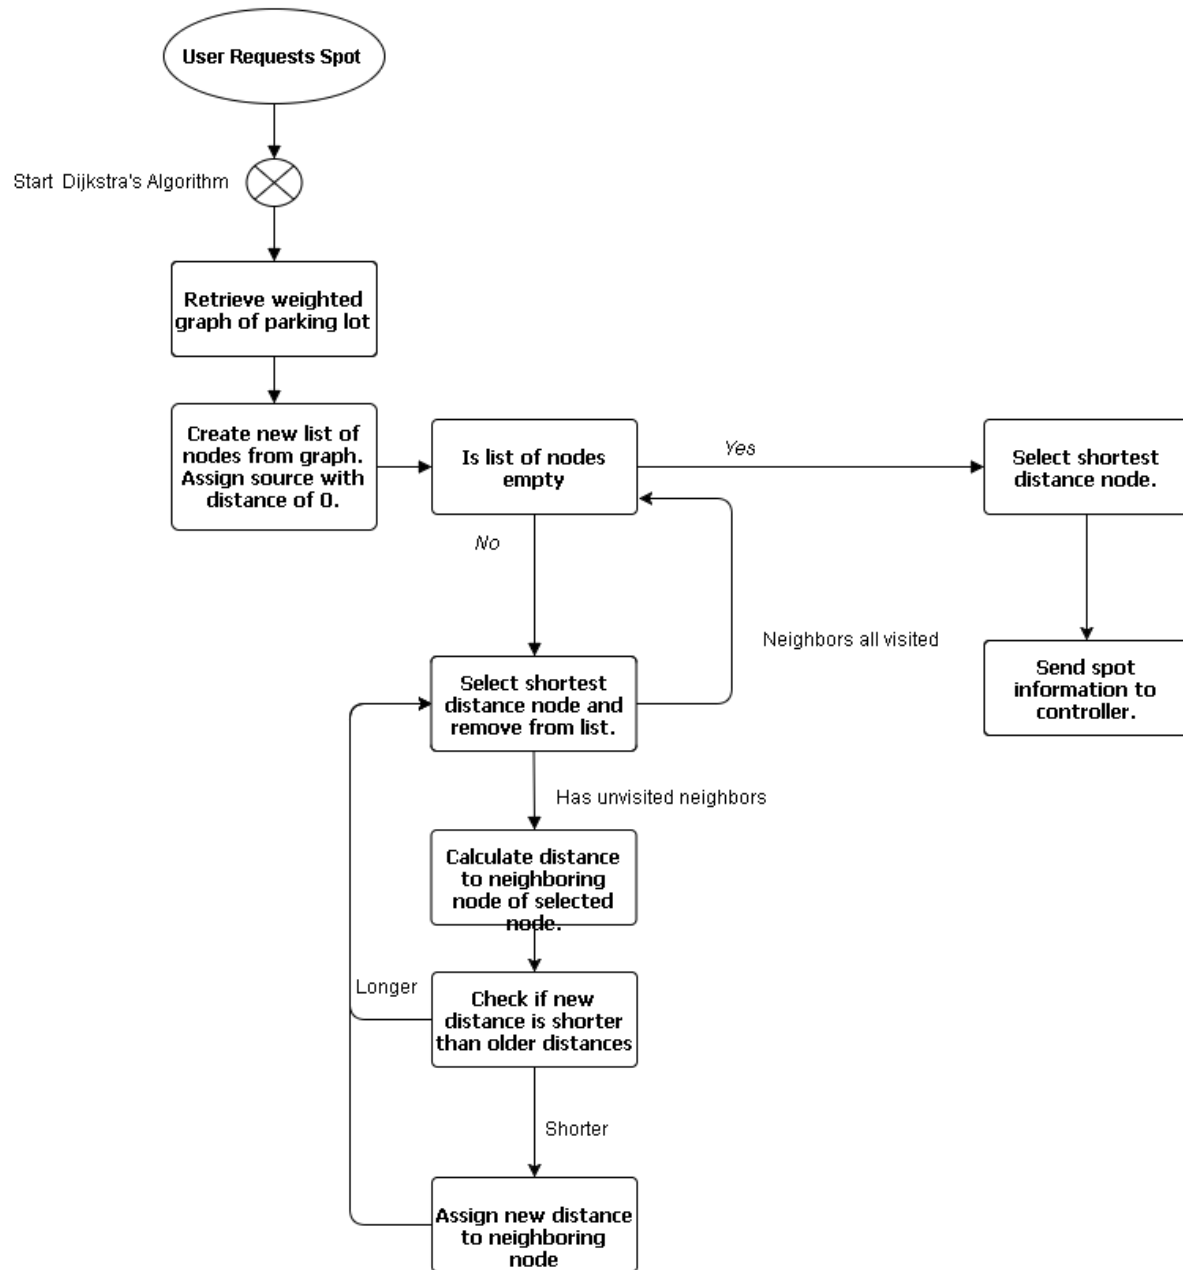 User Requests Spot
Start Dijkstra's Algorithm
Retrieve weighted
graph of parking lot
Create new list of
nodes from graph.
Assign source with
distance of 0.
Is list of nodes
empty
Yes
Select shortest
distance node.
No
Neighbors all visited
Send spot
information to
controller.
Select shortest
distance node and
remove from list.
Has unvisited neighbors
Calculate distance
to neighboring
node of selected
node.
Longer
Check if new
distance is shorter
than older distances
Shorter
Assign new distance
to neighboring
node